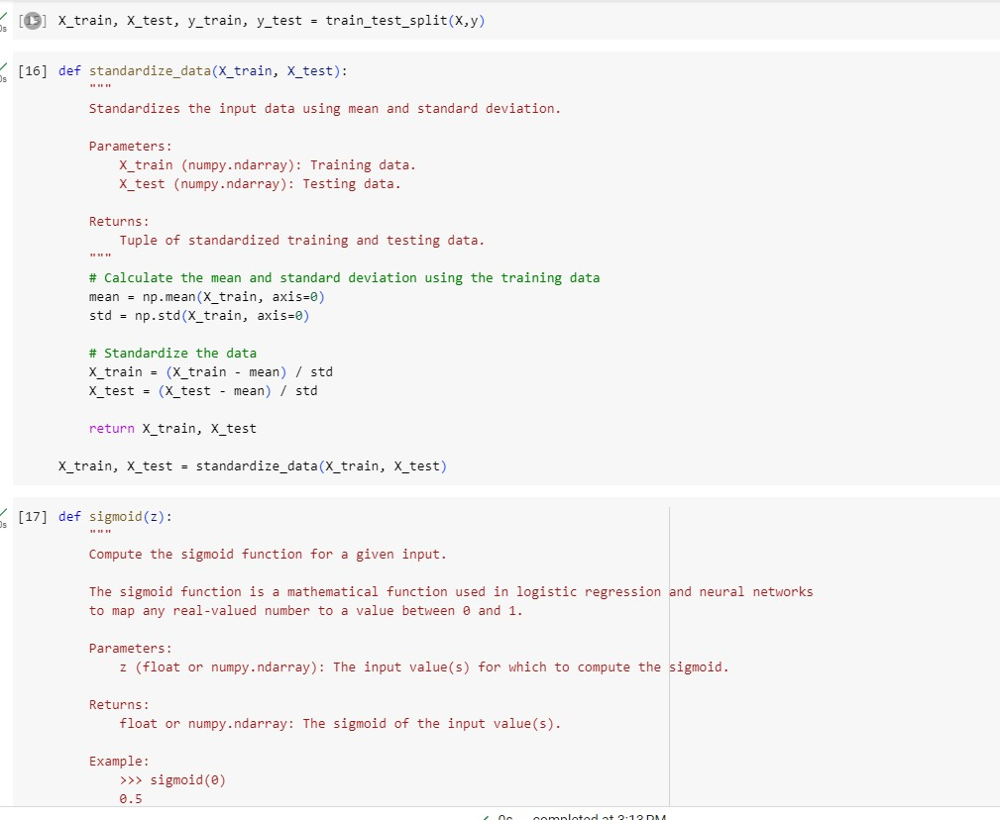 [15] X_train, X_test, y_train, y_test = train_test_split(X,y)
0s
[16] def standardize_data(X_train, X_test):
0s
"""
Standardizes the input data using mean and standard deviation.
Parameters:
X_train (numpy.ndarray): Training data.
X_test (numpy.ndarray): Testing data.
Returns:
Tuple of standardized training and testing data.
"""
# Calculate the mean and standard deviation using the training data
mean = np.mean(X_train, axis=0)
std = np.std(X_train, axis=0)
# Standardize the data
X_train = (X_train - mean) / std
X_test = (X_test - mean) / std
return X_train, X_test
X_train, X_test = standardize_data(X_train, X_test)
[17] def sigmoid(z):
0s
"""
Compute the sigmoid function for a given input.
The sigmoid function is a mathematical function used in logistic regression and neural networks
to map any real-valued number to a value between 0 and 1.
Parameters:
z (float or numpy.ndarray): The input value(s) for which to compute the sigmoid.
Returns:
float or numpy.ndarray: The sigmoid of the input value(s).
Example:
>>> sigmoid(0)
0.5
0s completed at 3:13 PM